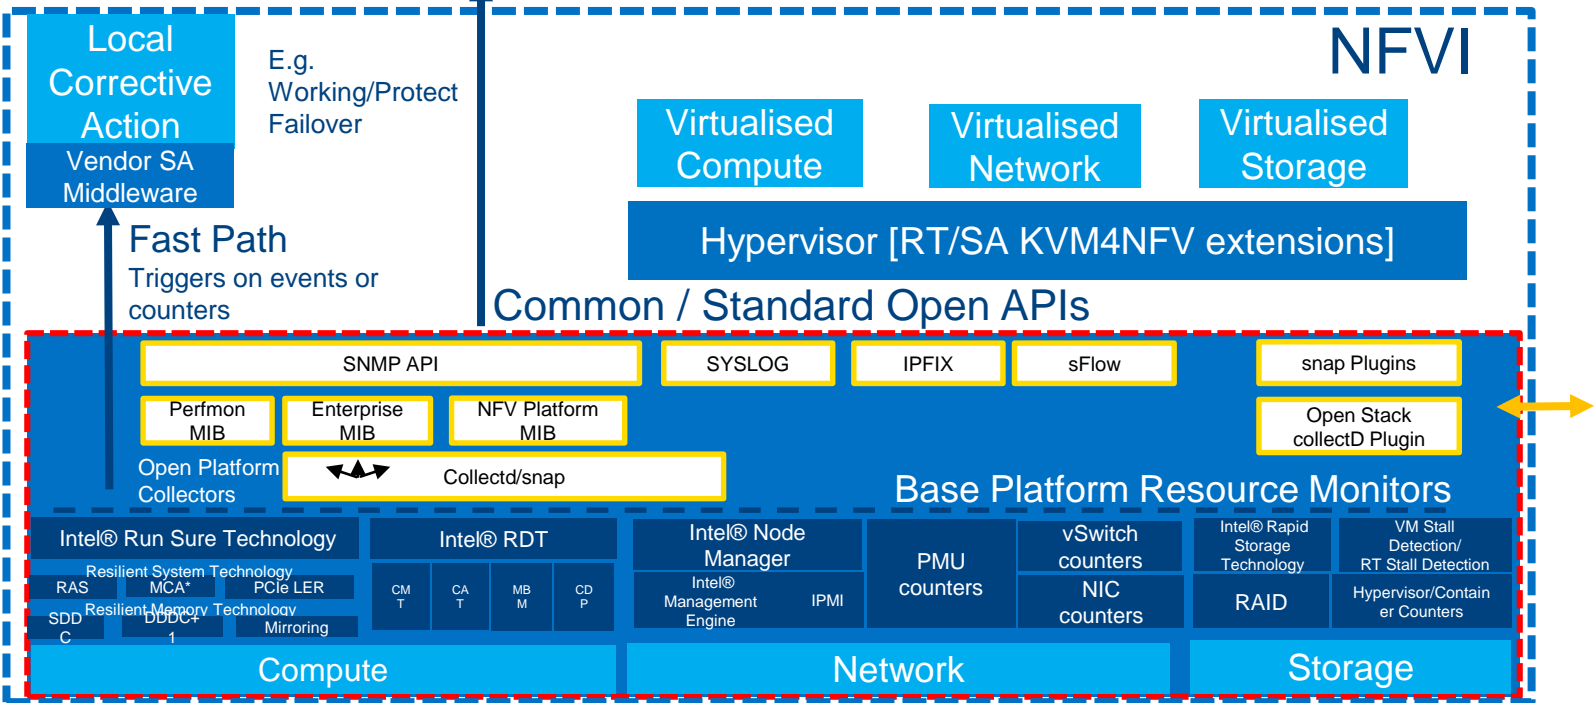 Local
Corrective
Action
Vendor SA
Middleware
E.g.
Working/Protect
Failover
NFVI
Virtualised
Compute
Virtualised
Network
Virtualised
Storage
Hypervisor [RT/SA KVM4NFV extensions]
Fast Path
Triggers on events or
counters
Common / Standard Open APIs
SNMP API
SYSLOG
IPFIX
sFlow
snap Plugins
Perfmon
MIB
Enterprise
MIB
NFV Platform
MIB
Open Stack
collectD Plugin
Open Platform
Collectors
Collectd/snap
Base Platform Resource Monitors
Intel® Run Sure Technology
Resilient System Technology
RAS
MCA*
PCIe LER
Resilient Memory Technology
SDD
C
DDDC+
1
Mirroring
Intel® RDT
CM
T
CA
T
MB
M
CD
P
Intel® Node
Manager
Intel®
Management
Engine
IPMI
PMU
counters
vSwitch
counters
NIC
counters
Intel® Rapid
Storage
Technology
RAID
VM Stall
Detection/
RT Stall Detection
Hypervisor/Contain
er Counters
Compute
Network
Storage